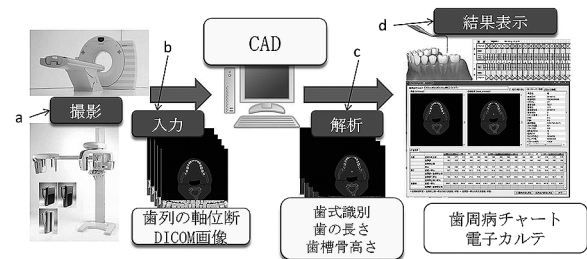 CAD
a
撮影
b
入力
歯列の軸位断
DICOM画像
c
解析
歯式識別
歯の長さ
歯槽骨高さ
d
結果表示
歯周病チャート
電子カルテ